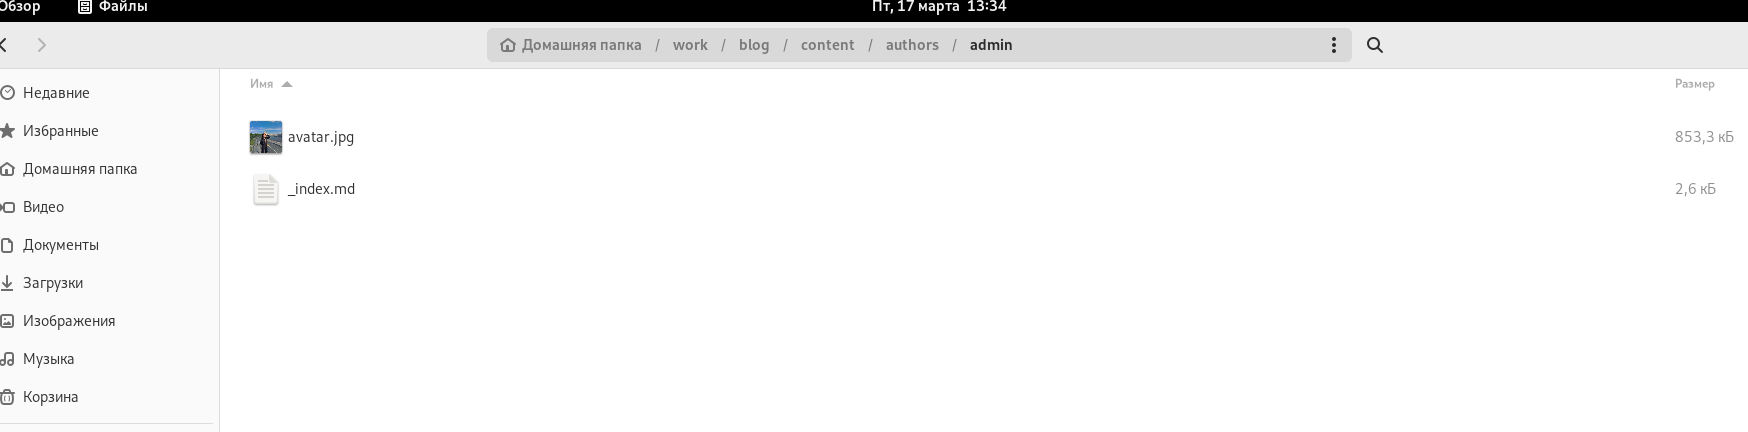 Обзор Файлы Пт, 17 марта 13:34
Домашняя папка / work / blog / content / authors / admin
Имя Размер
Недавние
Избранные
Домашняя папка
Видео
Документы
Загрузки
Изображения
Музыка
Корзина
avatar.jpg 853,3 кБ
_index.md 2,6 кБ